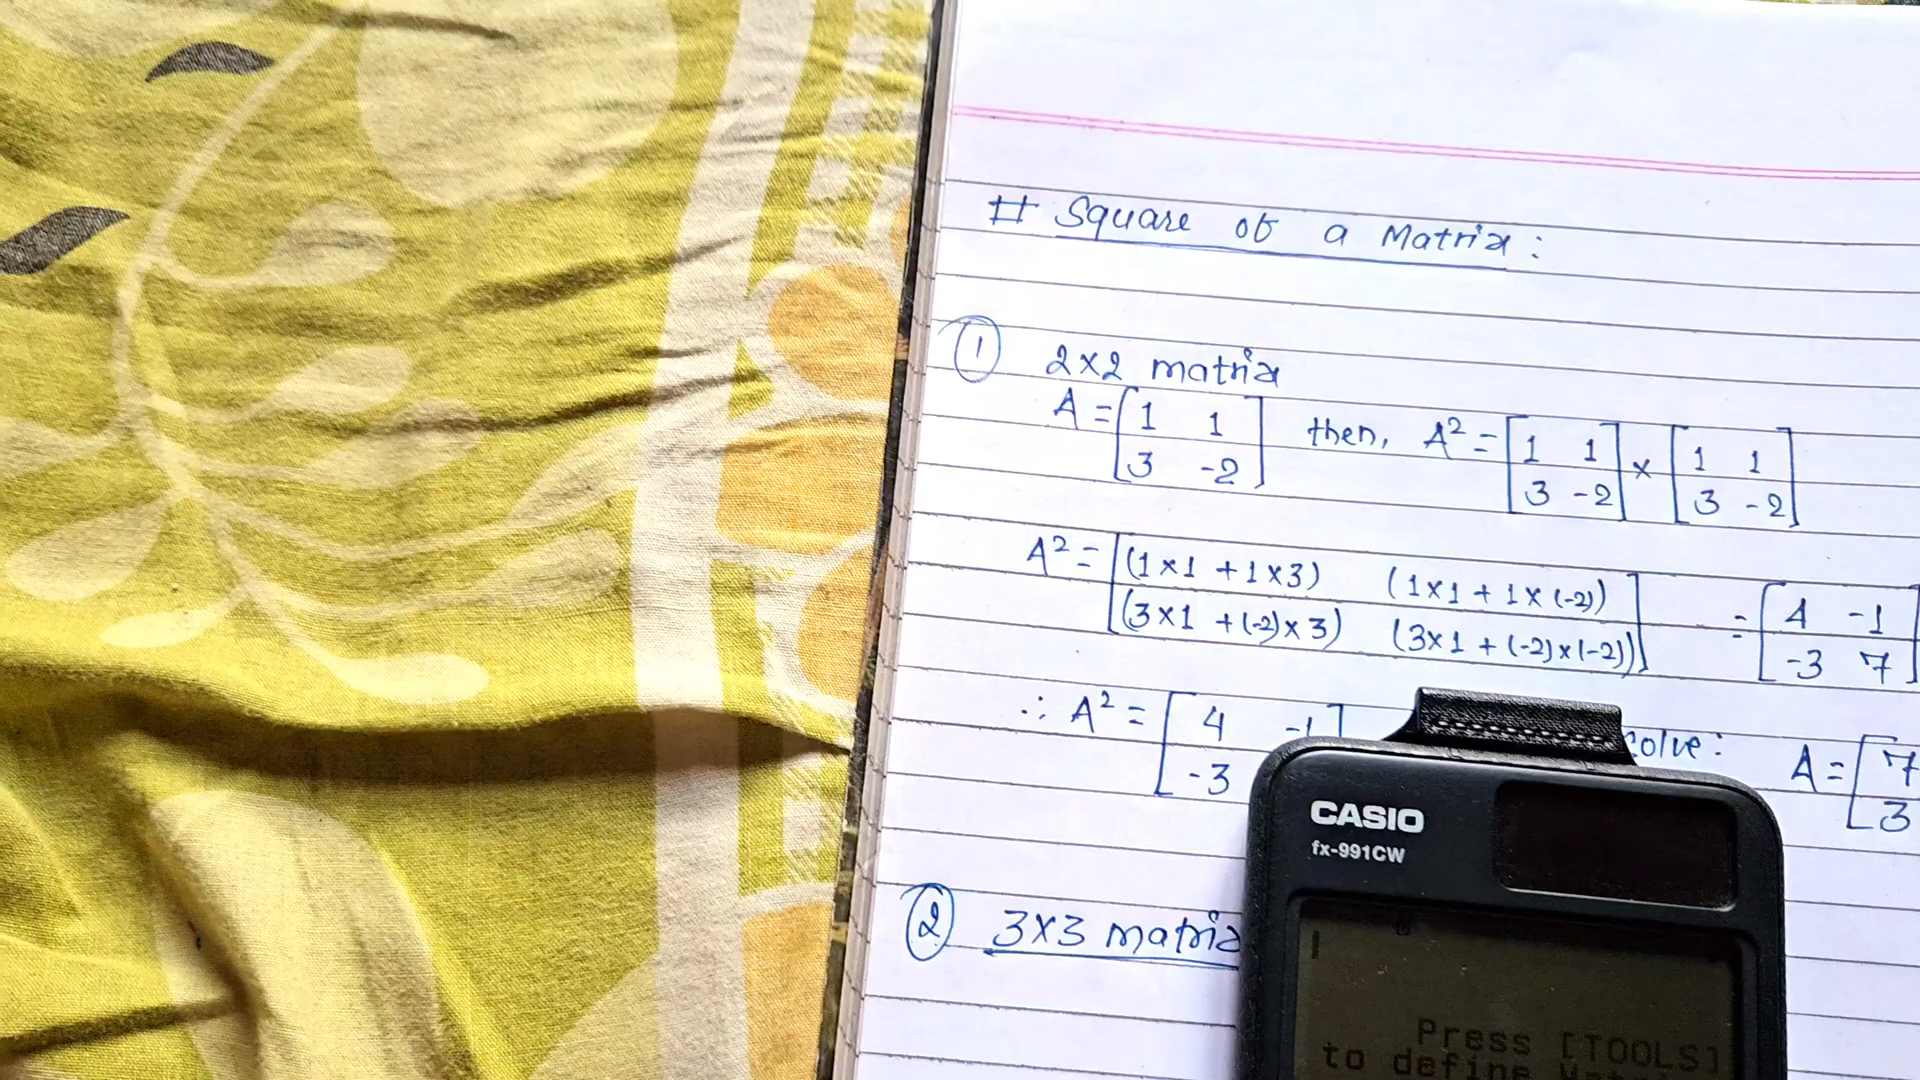 # Square of a Matrix :
① 2×2 matrix
A = [1 1
3 -2] then, A² = [1 1
3 -2] × [1 1
3 -2]
A² = [(1×1 + 1×3) (1×1 + 1×(-2))
(3×1 + (-2)×3) (3×1 + (-2)×(-2))] = [4 -1
-3 7]
∴ A² = [4 -1]
[-3
solve: A = [7
3
CASIO
fx-991CW
② 3×3 matrix
Press [TOOLS]
to define